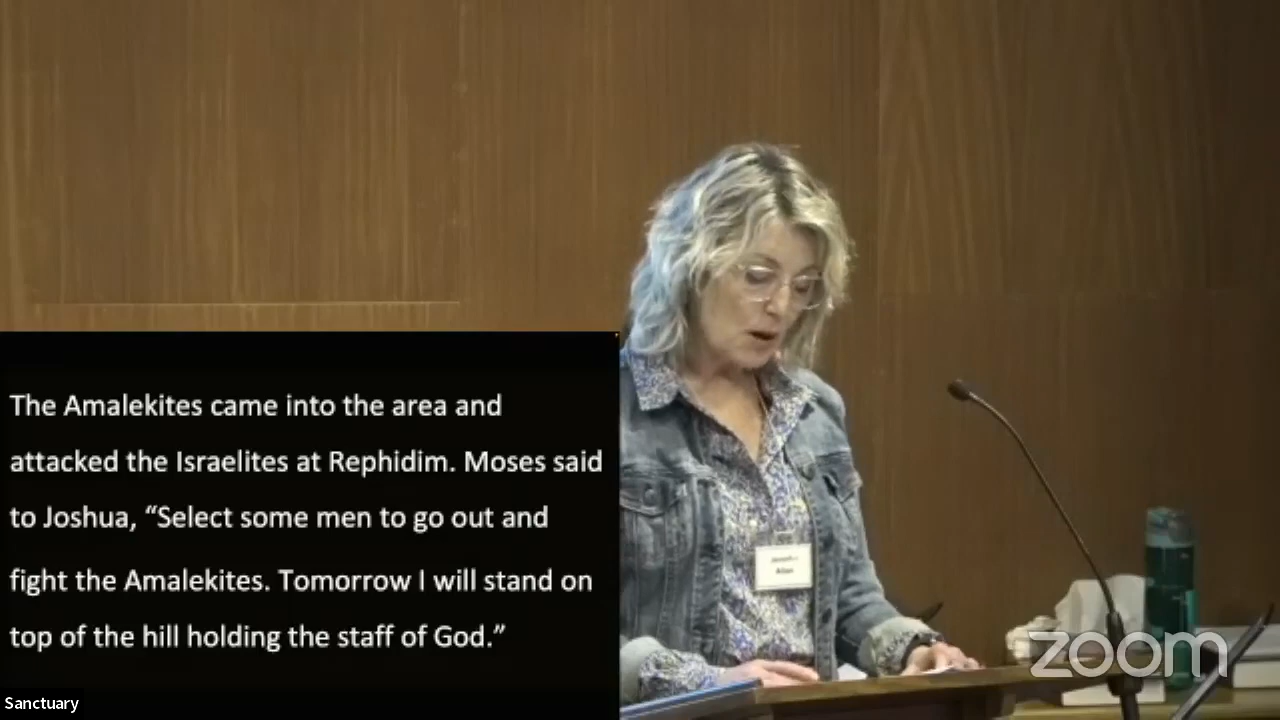 The Amalekites came into the area and
attacked the Israelites at Rephidim. Moses said
to Joshua, “Select some men to go out and
fight the Amalekites. Tomorrow I will stand on
top of the hill holding the staff of God.”
Allan
zoom
Sanctuary